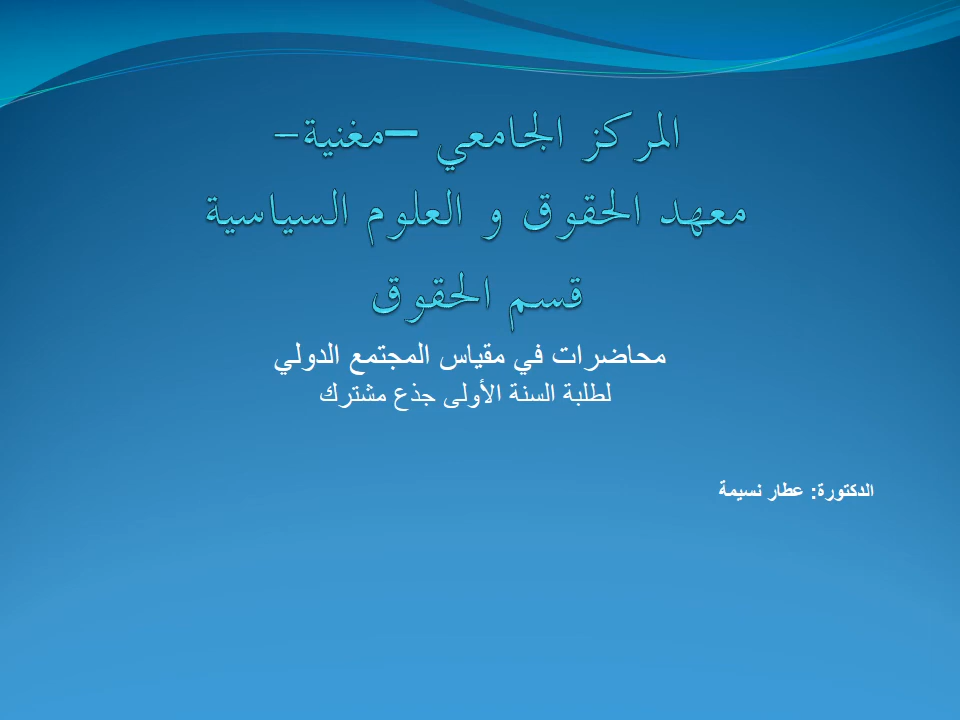 المركز الجامعي –مغنية-
معهد الحقوق و العلوم السياسية
قسم الحقوق
محاضرات في مقياس المجتمع الدولي
لطلبة السنة الأولى جذع مشترك
الدكتورة: عطار نسيمة